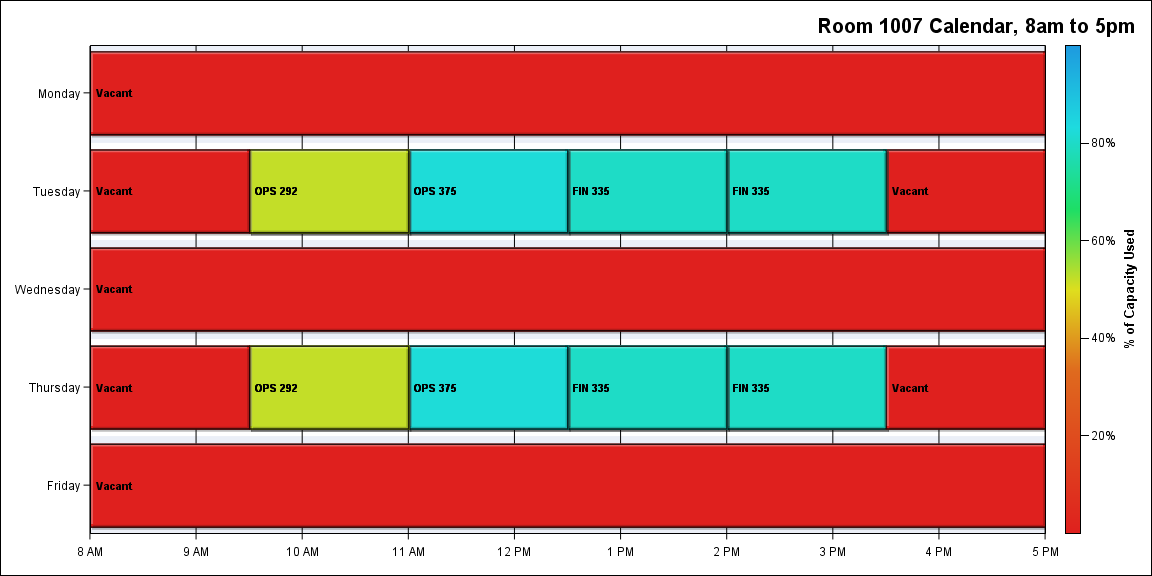 Room 1007 Calendar, 8am to 5pm
Monday
Vacant
80%
Tuesday
Vacant
OPS 292
OPS 375
FIN 335
FIN 335
Vacant
60%
% of Capacity Used
Wednesday
Vacant
40%
Thursday
Vacant
OPS 292
OPS 375
FIN 335
FIN 335
Vacant
20%
Friday
Vacant
8 AM
9 AM
10 AM
11 AM
12 PM
1 PM
2 PM
3 PM
4 PM
5 PM